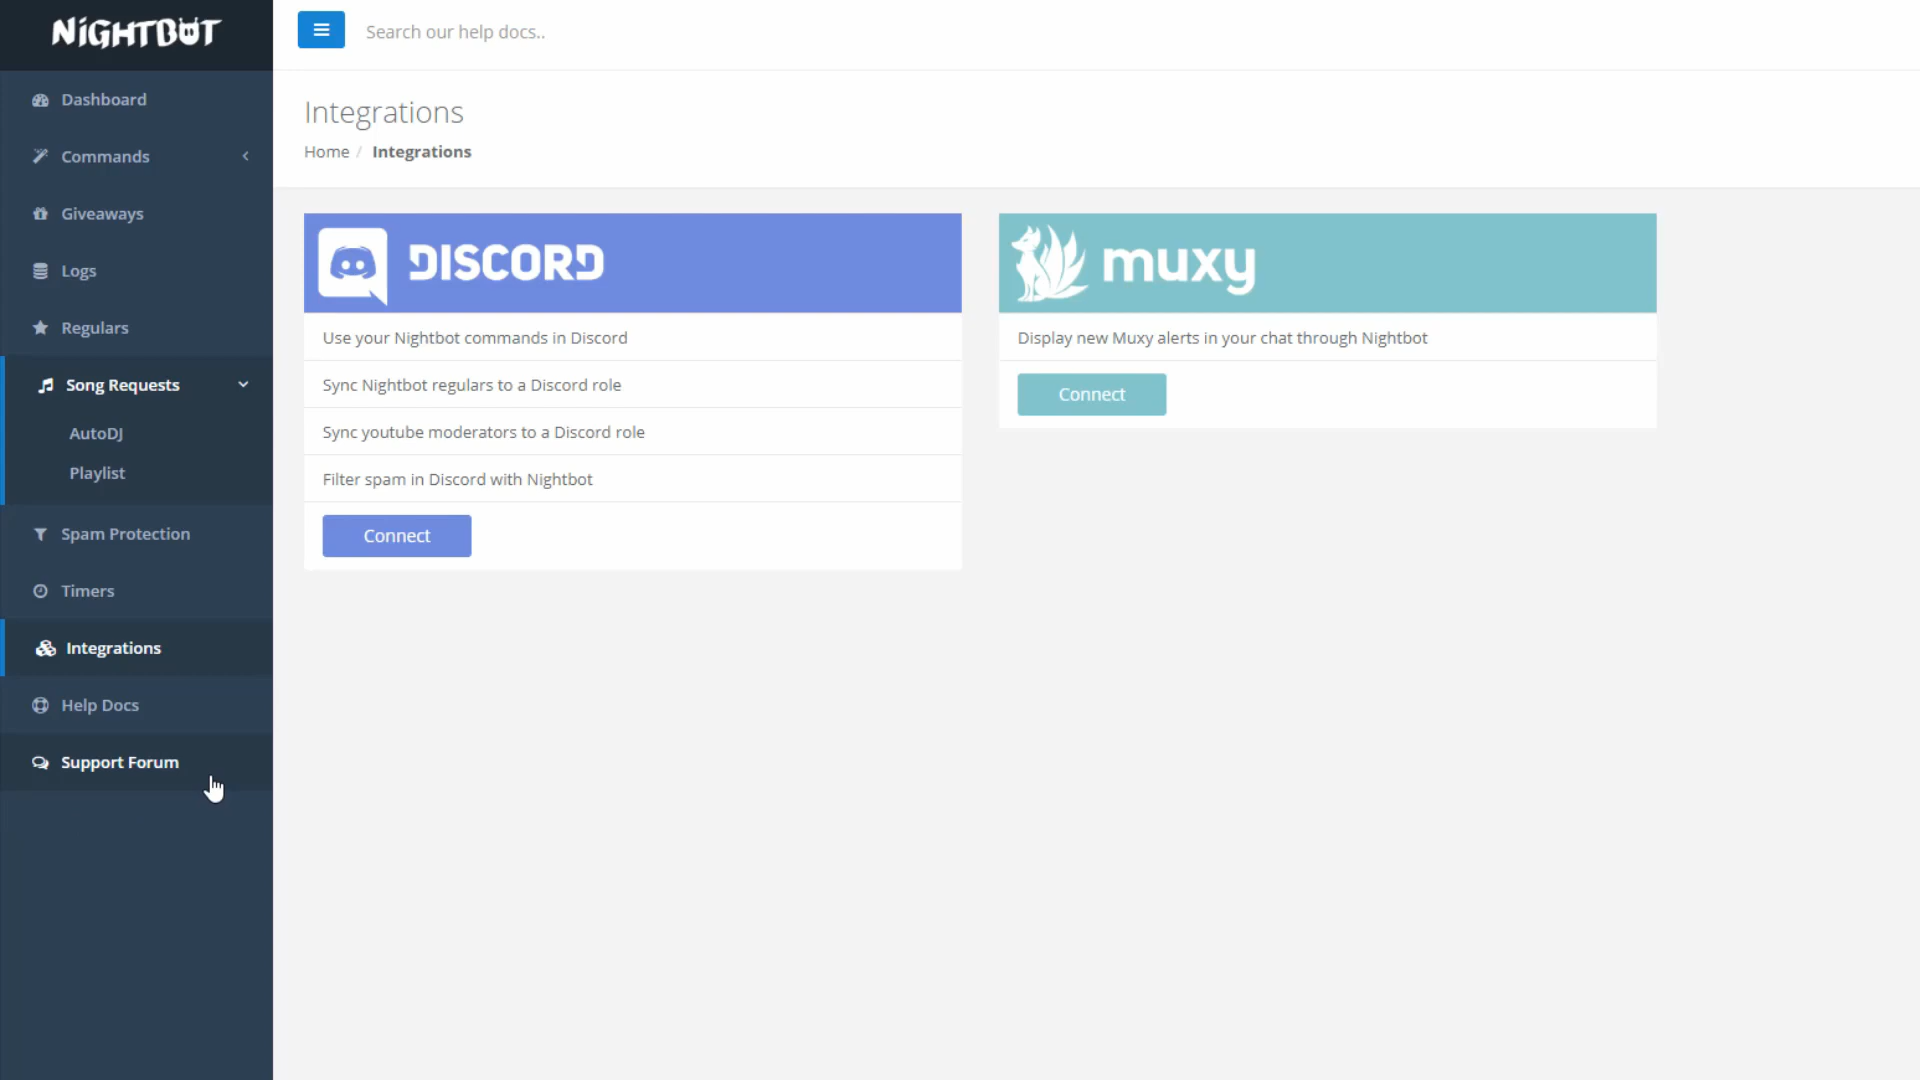 NIGHTBOT
Search our help docs..
Dashboard
Commands
Giveaways
Logs
Regulars
Song Requests
AutoDJ
Playlist
Spam Protection
Timers
Integrations
Help Docs
Support Forum
Integrations
Home / Integrations
DISCORD
Use your Nightbot commands in Discord
Sync Nightbot regulars to a Discord role
Sync youtube moderators to a Discord role
Filter spam in Discord with Nightbot
Connect
muxy
Display new Muxy alerts in your chat through Nightbot
Connect